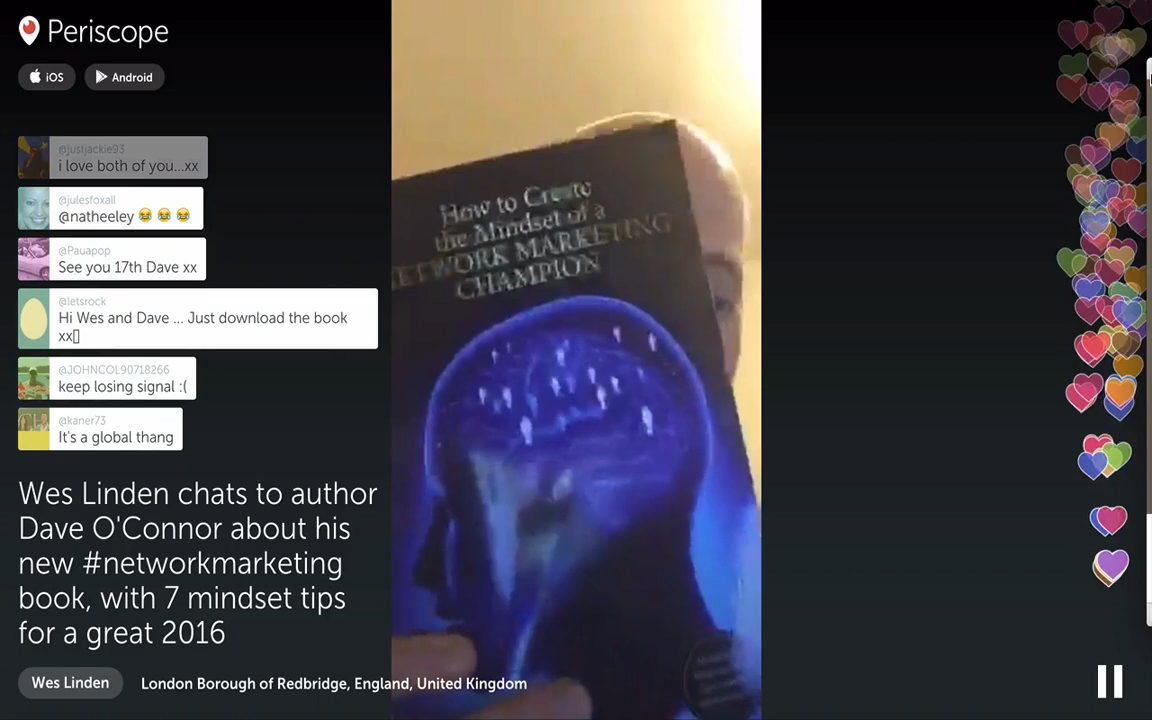 Periscope
iOS
Android
@justjackie93
i love both of you...xx
@julesfoxall
@natheeley 😂 😂 😂
@Pauapop
See you 17th Dave xx
@letsrock
Hi Wes and Dave ... Just download the book
xx▯
@JOHNCOL90718266
keep losing signal :(
@kaner73
It's a global thang
Wes Linden chats to author
Dave O'Connor about his
new #networkmarketing
book, with 7 mindset tips
for a great 2016
Wes Linden
London Borough of Redbridge, England, United Kingdom
How to Create
the Mindset of a
NETWORK MARKETING
CHAMPION